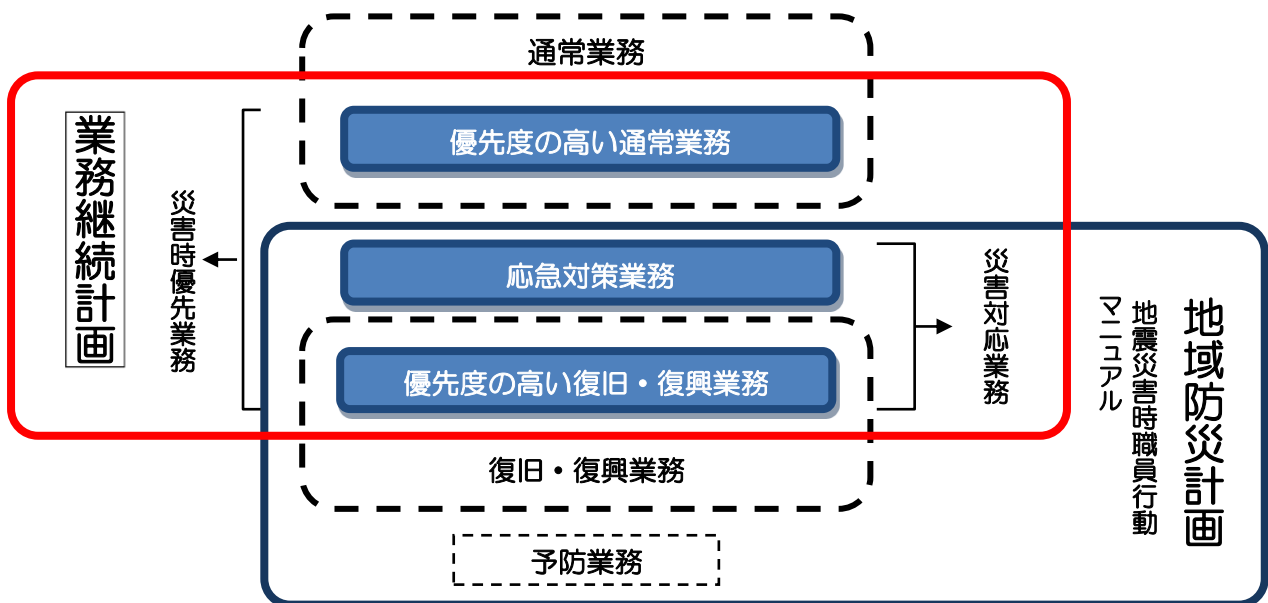 通常業務
優先度の高い通常業務
業務継続計画
災害時優先業務
応急対策業務
優先度の高い復旧・復興業務
災害対応業務
地域防災計画
地震災害時職員行動
マニュアル
復旧・復興業務
予防業務